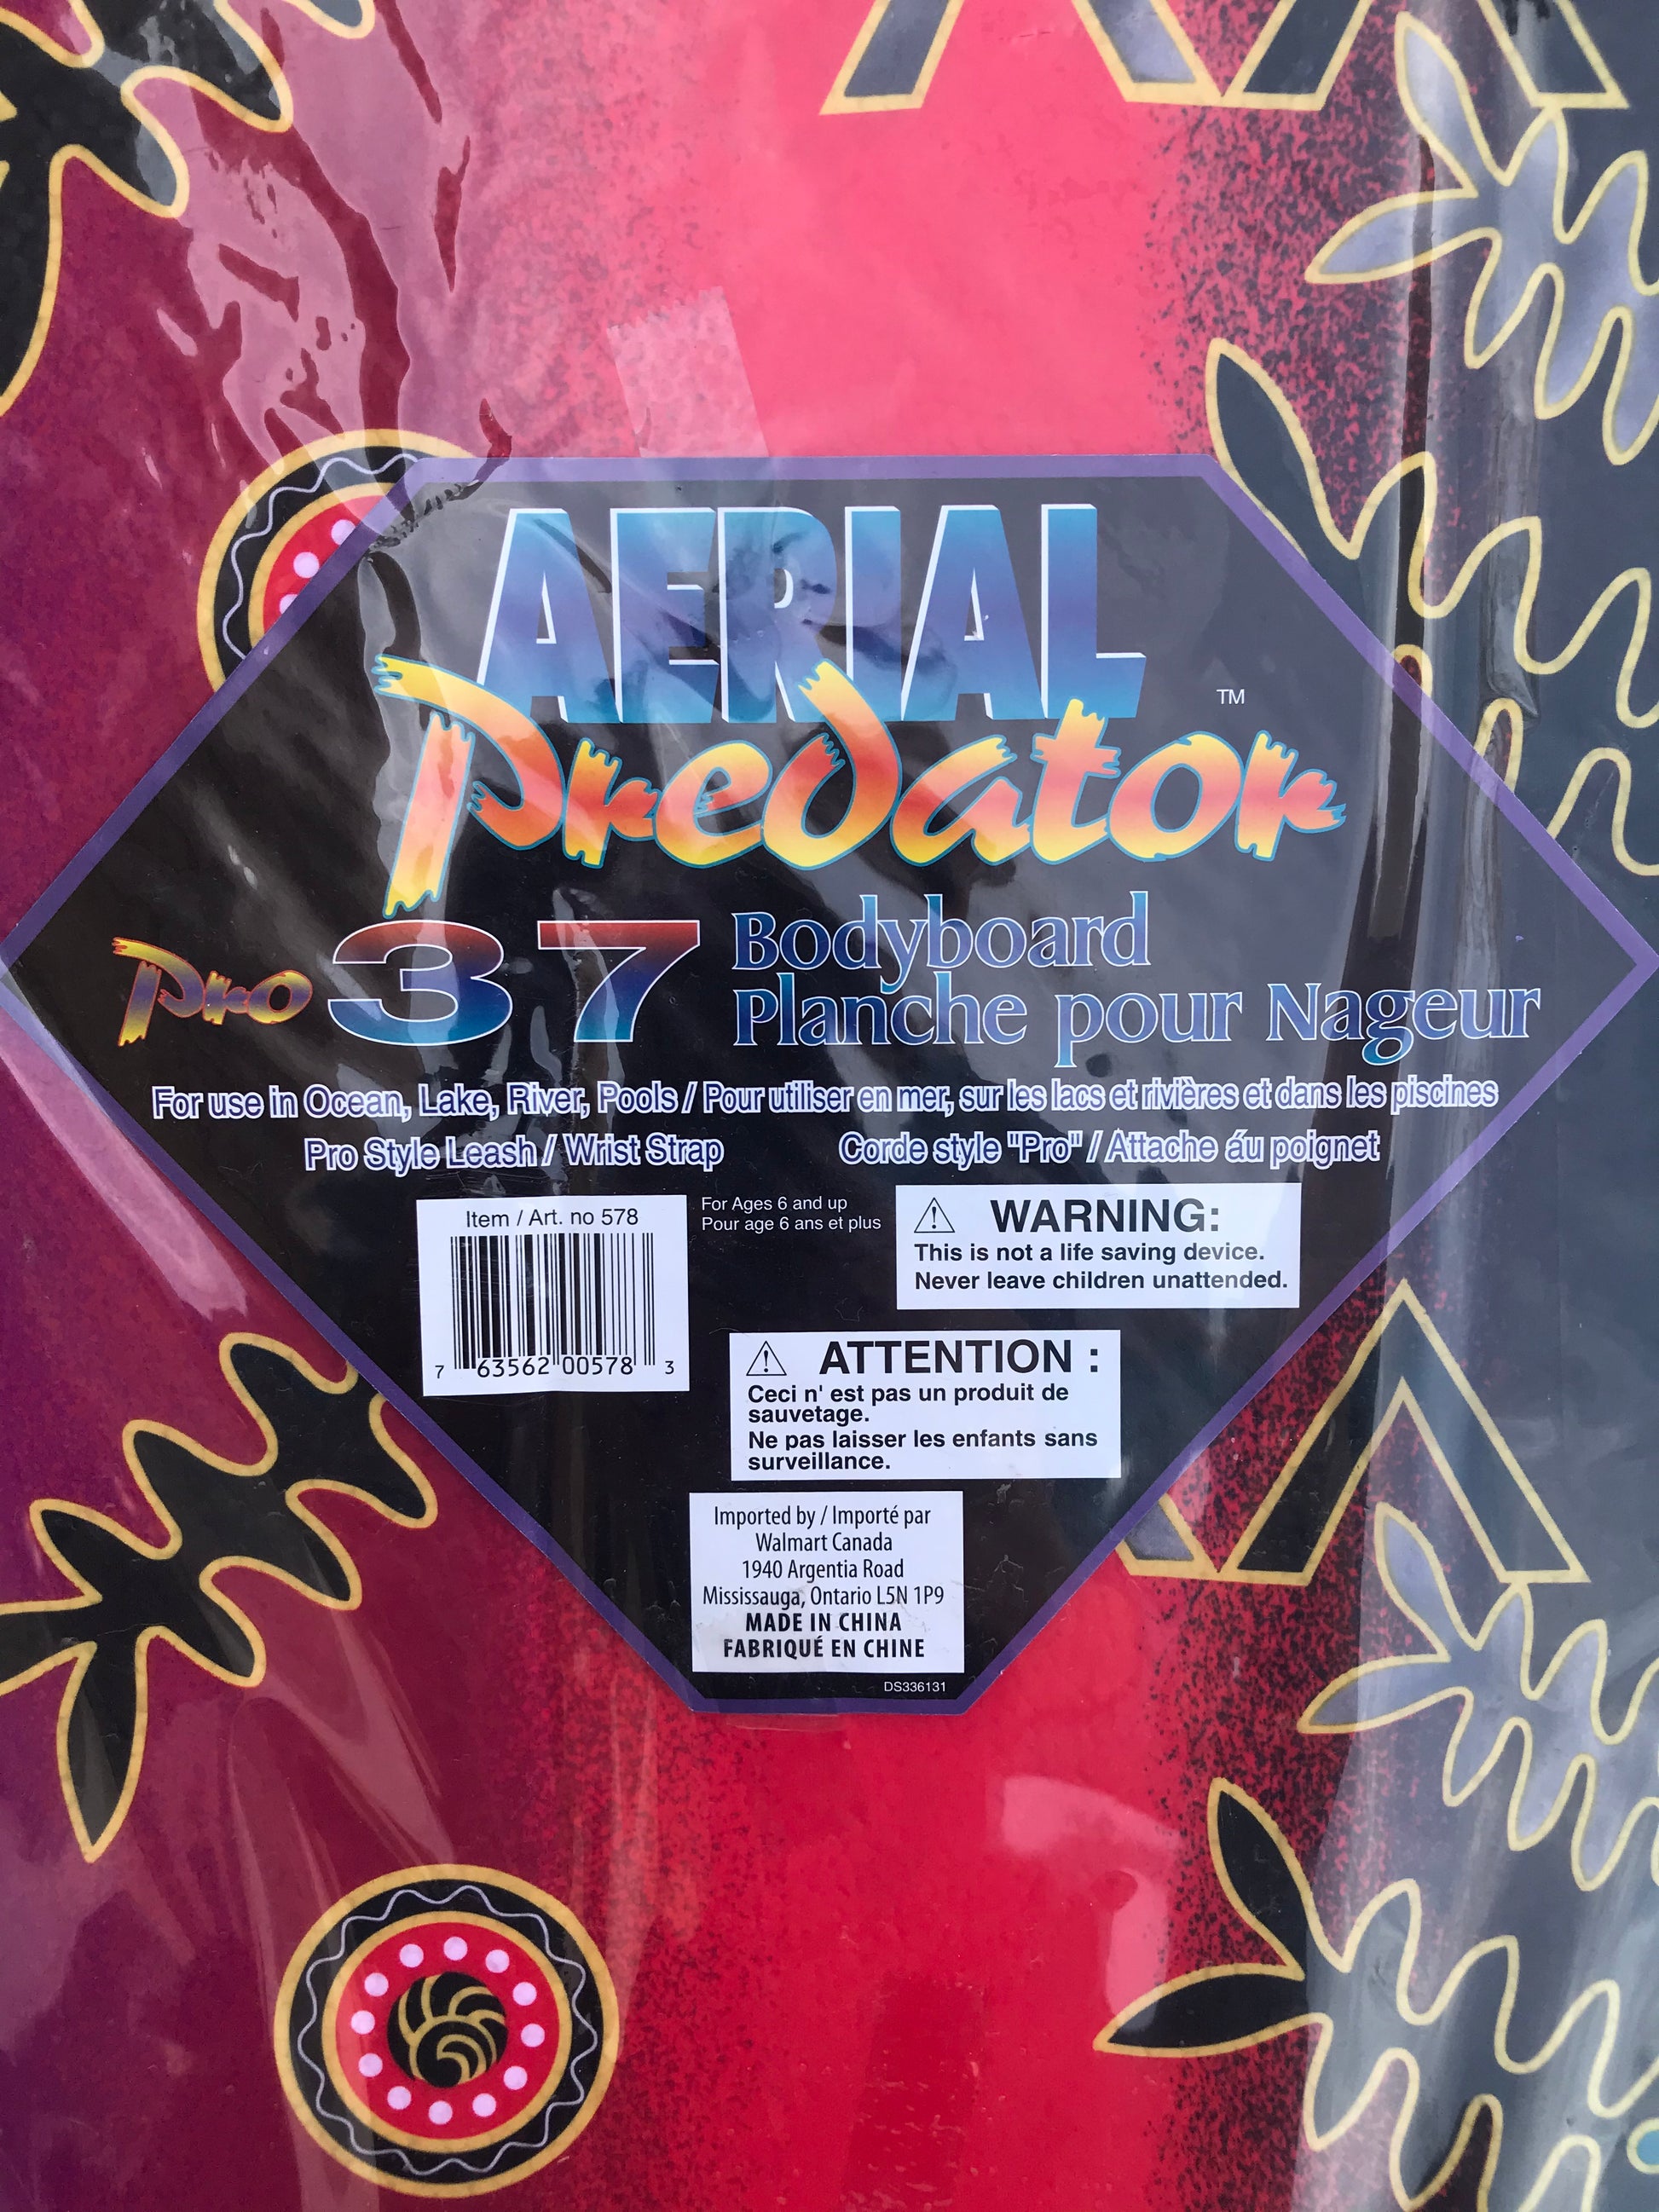 AERIAL
Predator
TM
Pro 37 Bodyboard
Planche pour Nageur
For use in Ocean, Lake, River, Pools / Pour utiliser en mer, sur les lacs et rivières et dans les piscines
Pro Style Leash / Wrist Strap Corde style "Pro" / Attache áu poignet
Item / Art. no 578
7 63562 00578 3
For Ages 6 and up
Pour age 6 ans et plus
WARNING:
This is not a life saving device.
Never leave children unattended.
ATTENTION :
Ceci n' est pas un produit de
sauvetage.
Ne pas laisser les enfants sans
surveillance.
Imported by / Importé par
Walmart Canada
1940 Argentia Road
Mississauga, Ontario L5N 1P9
MADE IN CHINA
FABRIQUÉ EN CHINE
DS336131